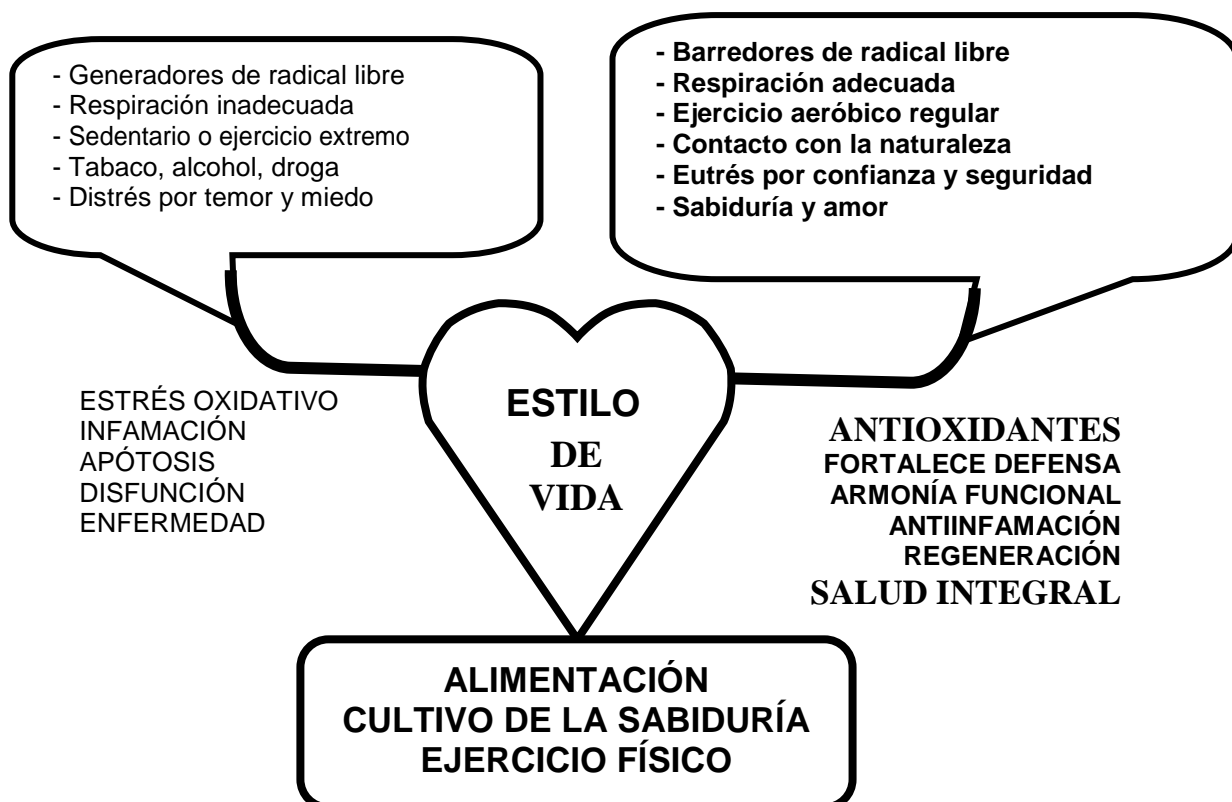 - Generadores de radical libre
- Respiración inadecuada
- Sedentario o ejercicio extremo
- Tabaco, alcohol, droga
- Distrés por temor y miedo
- Barredores de radical libre
- Respiración adecuada
- Ejercicio aeróbico regular
- Contacto con la naturaleza
- Eutrés por confianza y seguridad
- Sabiduría y amor
ESTRÉS OXIDATIVO
INFAMACIÓN
APÓTOSIS
DISFUNCIÓN
ENFERMEDAD
ESTILO
DE
VIDA
ANTIOXIDANTES
FORTALECE DEFENSA
ARMONÍA FUNCIONAL
ANTIINFAMACIÓN
REGENERACIÓN
SALUD INTEGRAL
ALIMENTACIÓN
CULTIVO DE LA SABIDURÍA
EJERCICIO FÍSICO